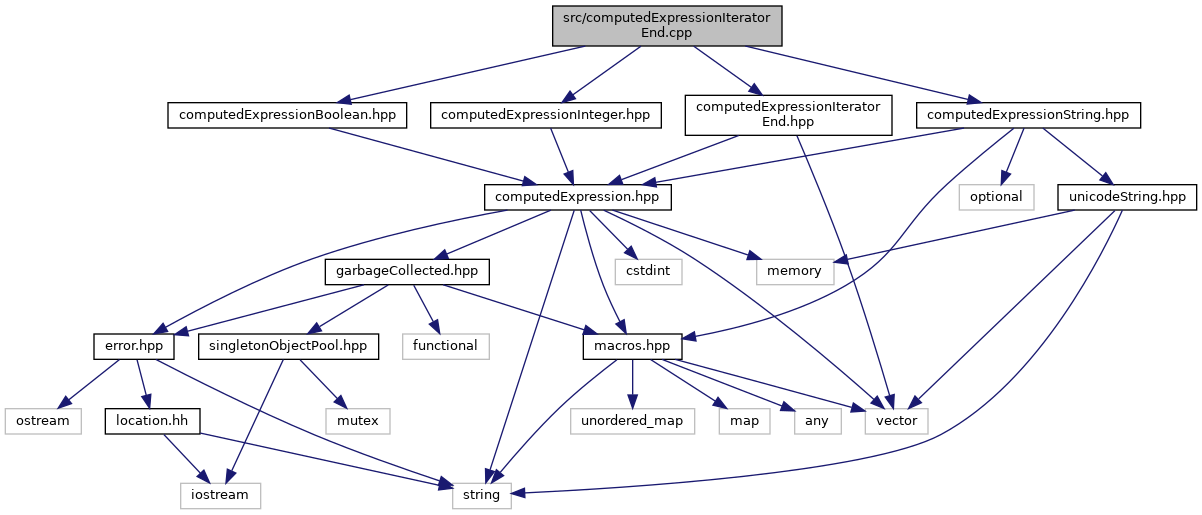 src/computedExpressionIterator
End.cpp
computedExpressionBoolean.hpp
computedExpressionInteger.hpp
computedExpressionIterator
End.hpp
computedExpressionString.hpp
computedExpression.hpp
optional
unicodeString.hpp
garbageCollected.hpp
cstdint
memory
error.hpp
singletonObjectPool.hpp
functional
macros.hpp
ostream
location.hh
mutex
unordered_map
map
any
vector
iostream
string